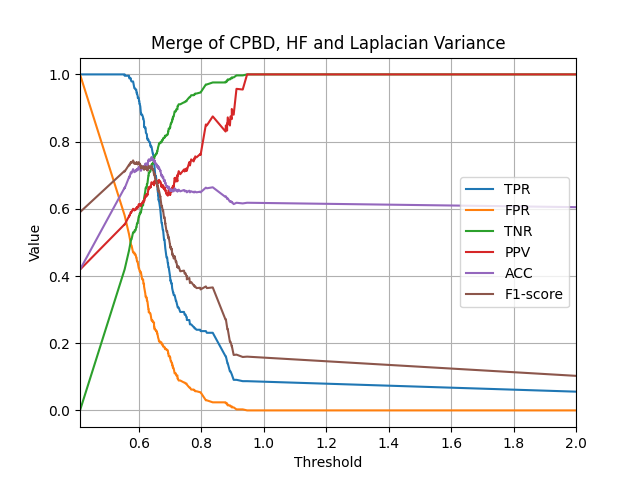 Merge of CPBD, HF and Laplacian Variance
1.0
0.8
0.6
0.4
0.2
0.0
Value
TPR
FPR
TNR
PPV
ACC
F1-score
0.6 0.8 1.0 1.2 1.4 1.6 1.8 2.0
Threshold